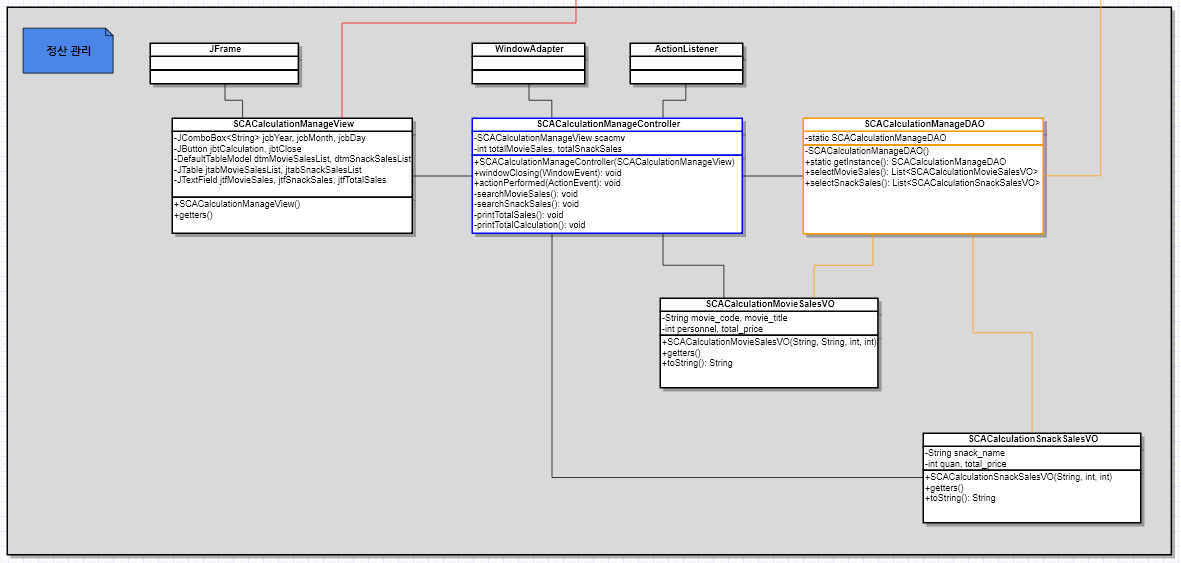 정산 관리
JFrame
WindowAdapter
ActionListener
SCACalculationManageView
-JComboBox<String> jcbYear, jcbMonth, jcbDay
-JButton jbtCalculation, jbtClose
-DefaultTableModel dtmMovieSalesList, dtmSnackSalesList
-JTable jtabMovieSalesList, jtabSnackSalesList
-JTextField jtfMovieSales, jtfSnackSales, jtfTotalSales
+SCACalculationManageView()
+getters()
SCACalculationManageController
-SCACalculationManageView scacmv
-int totalMovieSales, totalSnackSales
+SCACalculationManageController(SCACalculationManageView)
+windowClosing(WindowEvent): void
+actionPerformed(ActionEvent): void
-searchMovieSales(): void
-searchSnackSales(): void
-printTotalSales(): void
-printTotalCalculation(): void
SCACalculationManageDAO
-static SCACalculationManageDAO
-SCACalculationManageDAO()
+static getInstance(): SCACalculationManageDAO
+selectMovieSales(): List<SCACalculationMovieSalesVO>
+selectSnackSales(): List<SCACalculationSnackSalesVO>
SCACalculationMovieSalesVO
-String movie_code, movie_title
-int personnel, total_price
+SCACalculationMovieSalesVO(String, String, int, int)
+getters()
+toString(): String
SCACalculationSnackSalesVO
-String snack_name
-int quan, total_price
+SCACalculationSnackSalesVO(String, int, int)
+getters()
+toString(): String